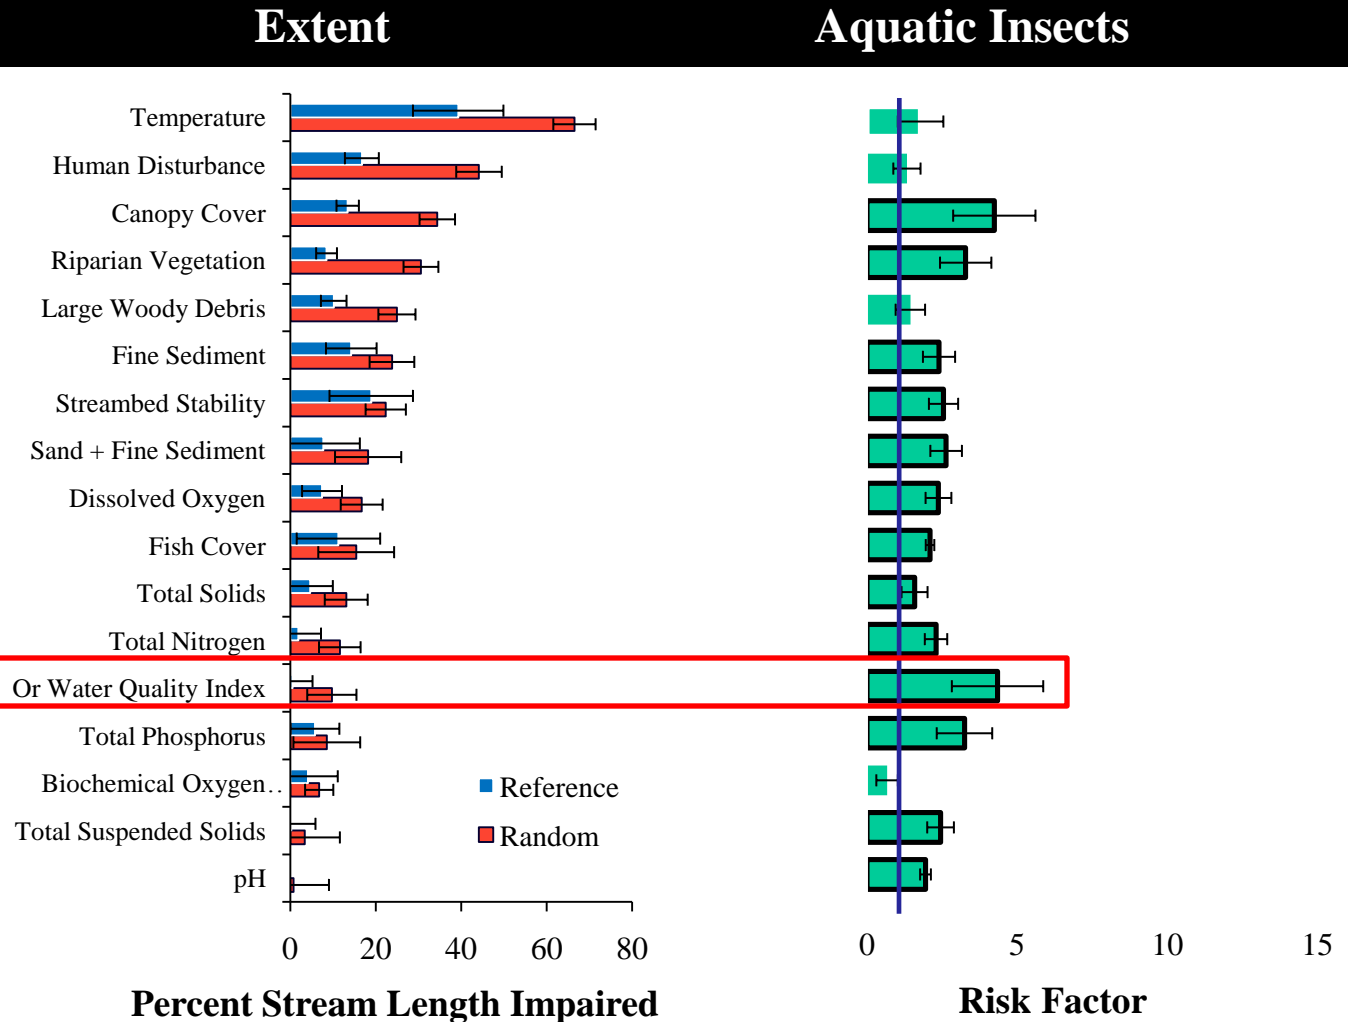 Extent
Aquatic Insects
Temperature
Human Disturbance
Canopy Cover
Riparian Vegetation
Large Woody Debris
Fine Sediment
Streambed Stability
Sand + Fine Sediment
Dissolved Oxygen
Fish Cover
Total Solids
Total Nitrogen
Or Water Quality Index
Total Phosphorus
Biochemical Oxygen..
Total Suspended Solids
pH
Reference
Random
0 20 40 60 80
Percent Stream Length Impaired
0 5 10 15
Risk Factor